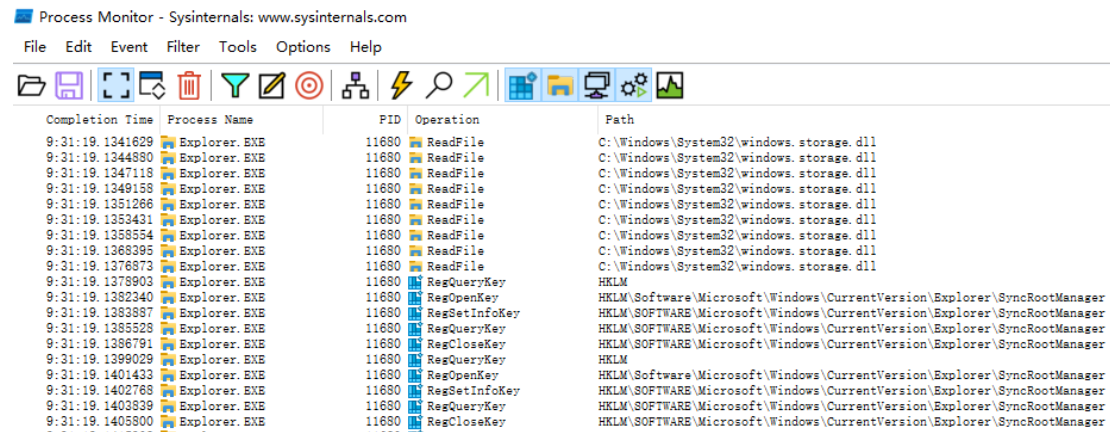 Process Monitor - Sysinternals: www.sysinternals.com
File Edit Event Filter Tools Options Help
Completion Time Process Name PID Operation Path
9:31:19.1341629 Explorer.EXE 11680 ReadFile C:\Windows\System32\windows.storage.dll
9:31:19.1344880 Explorer.EXE 11680 ReadFile C:\Windows\System32\windows.storage.dll
9:31:19.1347118 Explorer.EXE 11680 ReadFile C:\Windows\System32\windows.storage.dll
9:31:19.1349158 Explorer.EXE 11680 ReadFile C:\Windows\System32\windows.storage.dll
9:31:19.1351266 Explorer.EXE 11680 ReadFile C:\Windows\System32\windows.storage.dll
9:31:19.1353431 Explorer.EXE 11680 ReadFile C:\Windows\System32\windows.storage.dll
9:31:19.1358554 Explorer.EXE 11680 ReadFile C:\Windows\System32\windows.storage.dll
9:31:19.1368395 Explorer.EXE 11680 ReadFile C:\Windows\System32\windows.storage.dll
9:31:19.1376873 Explorer.EXE 11680 ReadFile C:\Windows\System32\windows.storage.dll
9:31:19.1378903 Explorer.EXE 11680 RegQueryKey HKLM
9:31:19.1382340 Explorer.EXE 11680 RegOpenKey HKLM\Software\Microsoft\Windows\CurrentVersion\Explorer\SyncRootManager
9:31:19.1383887 Explorer.EXE 11680 RegSetInfoKey HKLM\SOFTWARE\Microsoft\Windows\CurrentVersion\Explorer\SyncRootManager
9:31:19.1385528 Explorer.EXE 11680 RegQueryKey HKLM\SOFTWARE\Microsoft\Windows\CurrentVersion\Explorer\SyncRootManager
9:31:19.1386791 Explorer.EXE 11680 RegCloseKey HKLM\SOFTWARE\Microsoft\Windows\CurrentVersion\Explorer\SyncRootManager
9:31:19.1399029 Explorer.EXE 11680 RegQueryKey HKLM
9:31:19.1401433 Explorer.EXE 11680 RegOpenKey HKLM\Software\Microsoft\Windows\CurrentVersion\Explorer\SyncRootManager
9:31:19.1402768 Explorer.EXE 11680 RegSetInfoKey HKLM\SOFTWARE\Microsoft\Windows\CurrentVersion\Explorer\SyncRootManager
9:31:19.1403839 Explorer.EXE 11680 RegQueryKey HKLM\SOFTWARE\Microsoft\Windows\CurrentVersion\Explorer\SyncRootManager
9:31:19.1405800 Explorer.EXE 11680 RegCloseKey HKLM\SOFTWARE\Microsoft\Windows\CurrentVersion\Explorer\SyncRootManager